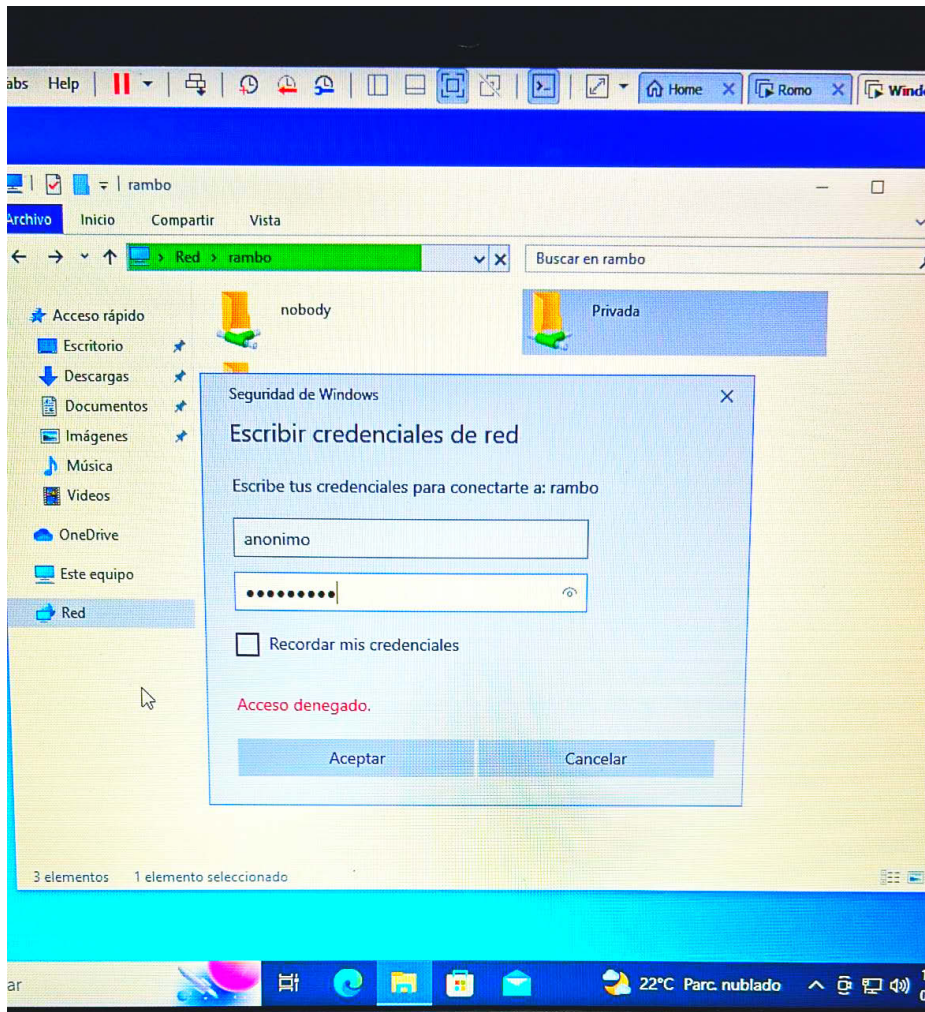 abs Help Home Romo
rambo
Archivo Inicio Compartir Vista
Red > rambo Buscar en rambo
Acceso rápido
nobody
Privada
Escritorio
Descargas
Documentos
Imágenes
Música
Videos
OneDrive
Este equipo
Red
Seguridad de Windows
Escribir credenciales de red
Escribe tus credenciales para conectarte a: rambo
anonimo
Recordar mis credenciales
Acceso denegado.
Aceptar Cancelar
3 elementos 1 elemento seleccionado
ar 22°C Parc. nublado